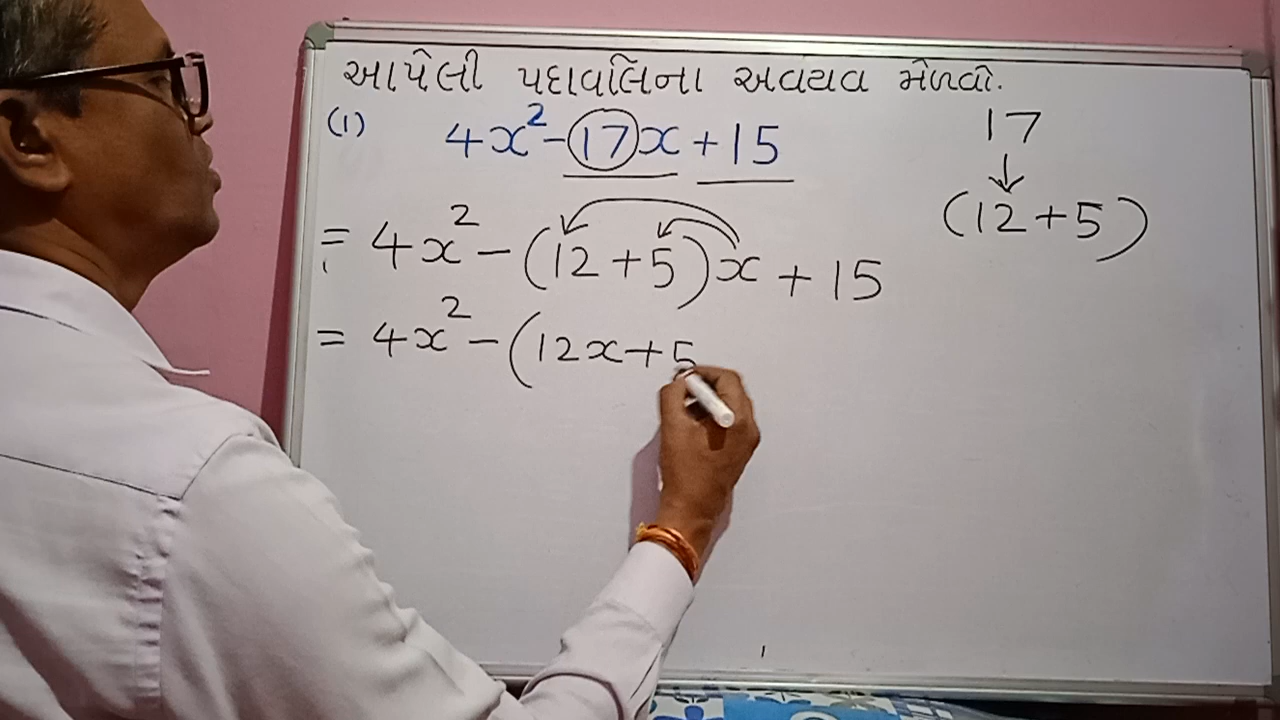 આપેલી પદાવલિના અવયવ મેળવો.
(1) 4x² - 17x + 15
17
↓
(12 + 5)
= 4x² - (12 + 5)x + 15
= 4x² - (12x + 5